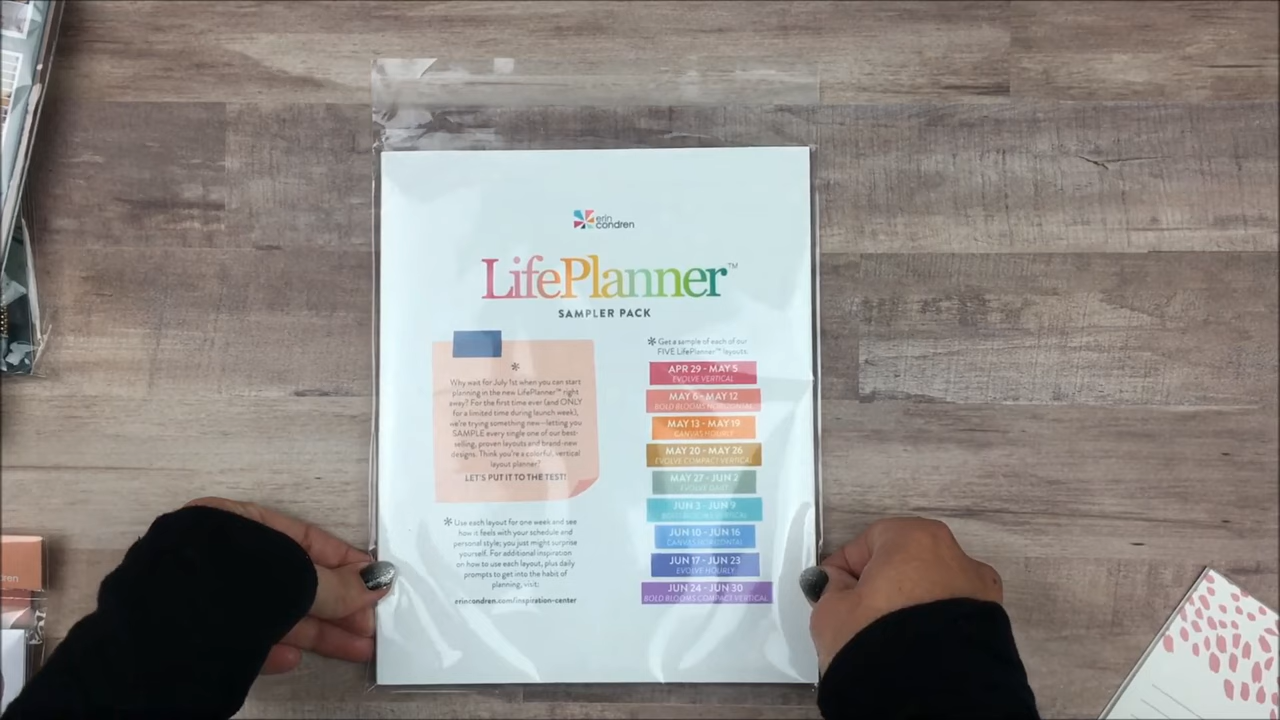 erin
condren
LifePlanner™
SAMPLER PACK
*
Why wait for July 1st when you can start
planning in the new LifePlanner™ right
away? For the first time ever (and ONLY
for a limited time during launch week),
we're trying something new—letting you
SAMPLE every single one of our best-
selling, proven layouts and brand-new
designs. Think you're a colorful, vertical
layout planner?
LET'S PUT IT TO THE TEST!
* Use each layout for one week and see
how it feels with your schedule and
personal style; you just might surprise
yourself. For additional inspiration
on how to use each layout, plus daily
prompts to get into the habit of
planning, visit:
erincondren.com/inspiration-center
* Get a sample of each of our
FIVE LifePlanner™ layouts.
APR 29 - MAY 5
EVOLVE VERTICAL
MAY 6 - MAY 12
BOLD BLOOMS HORIZONTAL
MAY 13 - MAY 19
CANVAS HOURLY
MAY 20 - MAY 26
EVOLVE COMPACT VERTICAL
MAY 27 - JUN 2
EVOLVE DAILY
JUN 3 - JUN 9
BOLD BLOOMS VERTICAL
JUN 10 - JUN 16
CANVAS HORIZONTAL
JUN 17 - JUN 23
EVOLVE HOURLY
JUN 24 - JUN 30
BOLD BLOOMS COMPACT VERTICAL